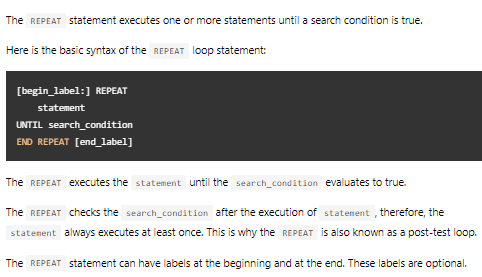 The REPEAT statement executes one or more statements until a search condition is true.
Here is the basic syntax of the REPEAT loop statement:
[begin_label:] REPEAT
    statement
UNTIL search_condition
END REPEAT [end_label]
The REPEAT executes the statement until the search_condition evaluates to true.
The REPEAT checks the search_condition after the execution of statement , therefore, the
statement always executes at least once. This is why the REPEAT is also known as a post-test loop.
The REPEAT statement can have labels at the beginning and at the end. These labels are optional.